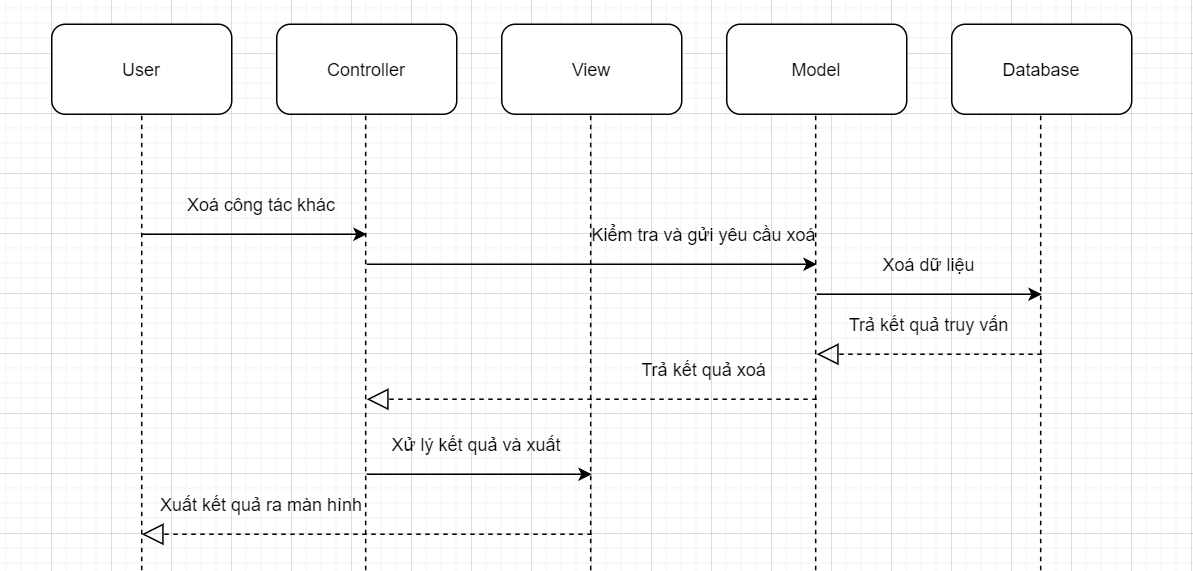 User
Controller
View
Model
Database
Xoá công tác khác
Kiểm tra và gửi yêu cầu xoá
Xoá dữ liệu
Trả kết quả truy vấn
Trả kết quả xoá
Xử lý kết quả và xuất
Xuất kết quả ra màn hình